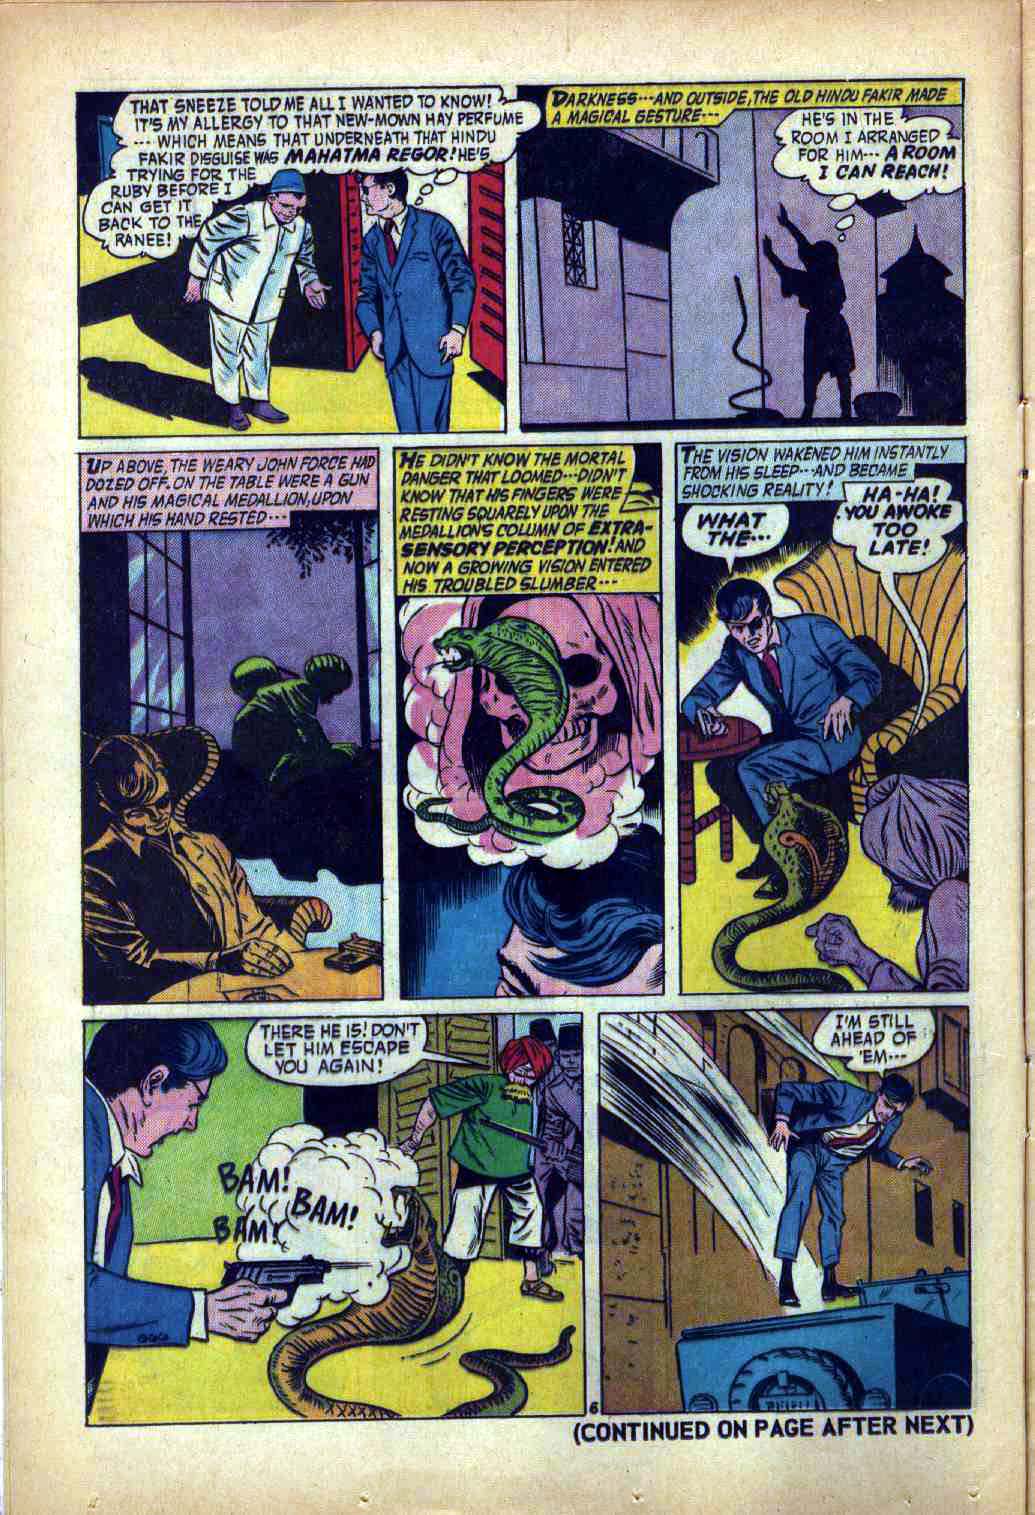 THAT SNEEZE TOLD ME ALL I WANTED TO KNOW!
IT'S MY ALLERGY TO THAT NEW-MOWN HAY PERFUME
--- WHICH MEANS THAT UNDERNEATH THAT HINDU
FAKIR DISGUISE WAS MAHATMA REGOR! HE'S
TRYING FOR THE
RUBY BEFORE I
CAN GET IT
BACK TO THE
RANEE!
DARKNESS---AND OUTSIDE, THE OLD HINDU FAKIR MADE
A MAGICAL GESTURE---
HE'S IN THE
ROOM I ARRANGED
FOR HIM--- A ROOM
I CAN REACH!
UP ABOVE, THE WEARY JOHN FORCE HAD
DOZED OFF. ON THE TABLE WERE A GUN
AND HIS MAGICAL MEDALLION, UPON
WHICH HIS HAND RESTED---
HE DIDN'T KNOW THE MORTAL
DANGER THAT LOOMED---DIDN'T
KNOW THAT HIS FINGERS WERE
RESTING SQUARELY UPON THE
MEDALLION'S COLUMN OF EXTRA-
SENSORY PERCEPTION! AND
NOW A GROWING VISION ENTERED
HIS TROUBLED SLUMBER---
THE VISION WAKENED HIM INSTANTLY
FROM HIS SLEEP---AND BECAME
SHOCKING REALITY!
WHAT
THE---
HA-HA!
YOU AWOKE
TOO
LATE!
THERE HE IS! DON'T
LET HIM ESCAPE
YOU AGAIN!
BAM!
BAM!
BAM!
I'M STILL
AHEAD OF
'EM---
6
(CONTINUED ON PAGE AFTER NEXT)